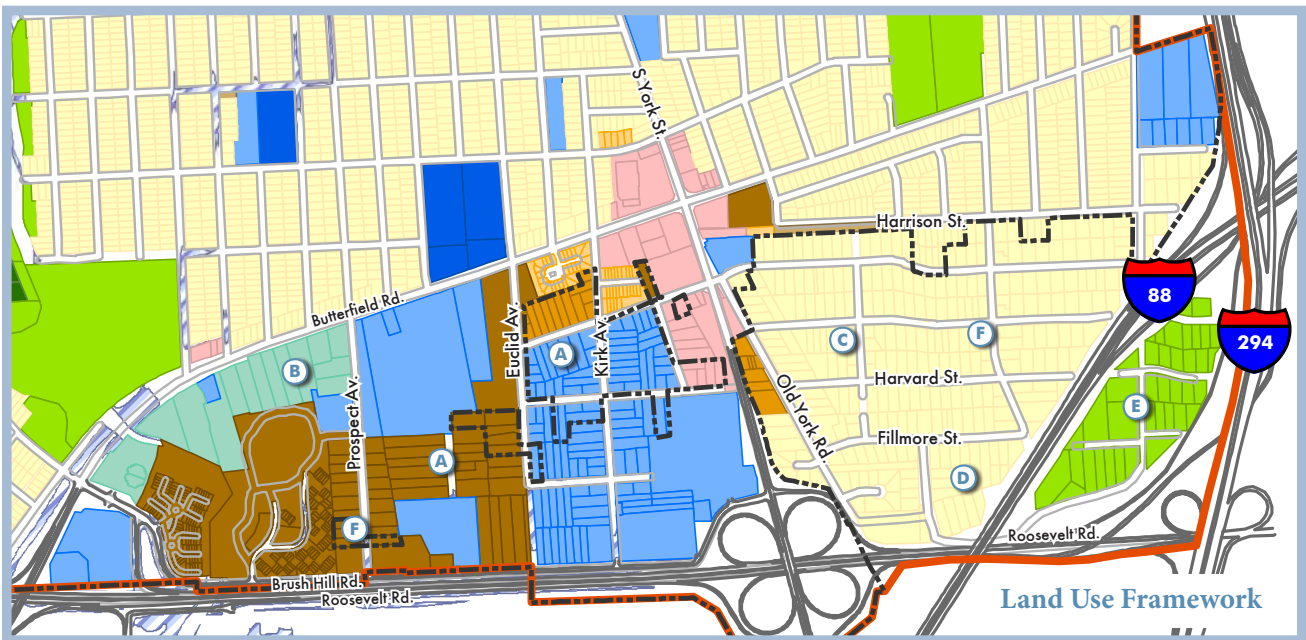 S York St.
Harrison St.
88
294
Butterfield Rd.
Euclid Av.
Kirk Av.
A
C
F
B
Prospect Av.
Harvard St.
Old York Rd.
E
Fillmore St.
A
D
F
Roosevelt Rd.
Brush Hill Rd.
Roosevelt Rd.
Land Use Framework